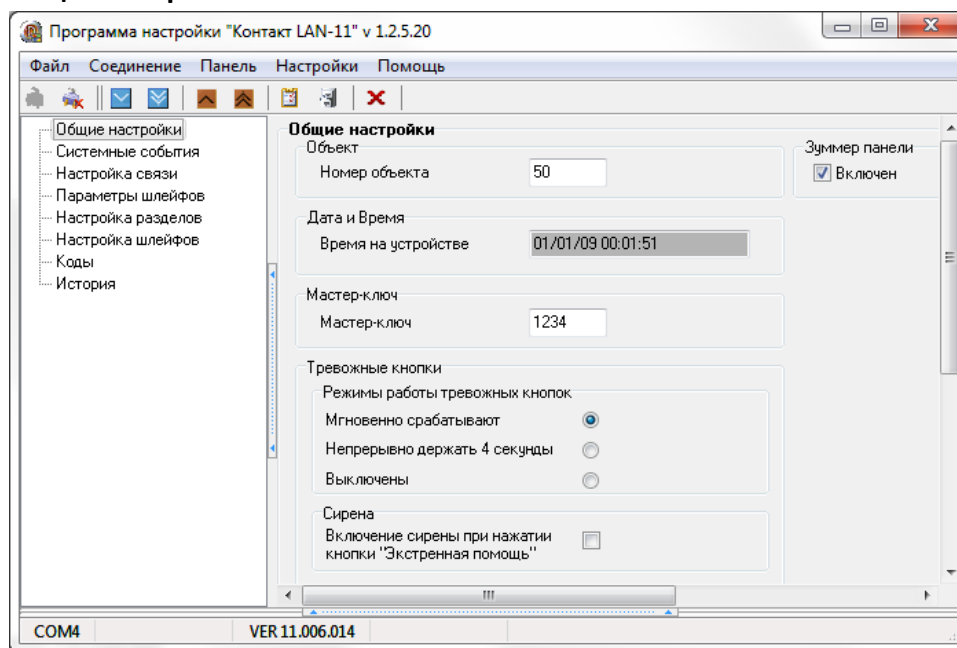 Программа настройки "Контакт LAN-11" v 1.2.5.20
Файл Соединение Панель Настройки Помощь
Общие настройки
Системные события
Настройка связи
Параметры шлейфов
Настройка разделов
Настройка шлейфов
Коды
История
Общие настройки
Объект
Номер объекта 50
Зуммер панели
Включен
Дата и Время
Время на устройстве 01/01/09 00:01:51
Мастер-ключ
Мастер-ключ 1234
Тревожные кнопки
Режимы работы тревожных кнопок
Мгновенно срабатывают
Непрерывно держать 4 секунды
Выключены
Сирена
Включение сирены при нажатии
кнопки "Экстренная помощь"
COM4 VER 11.006.014